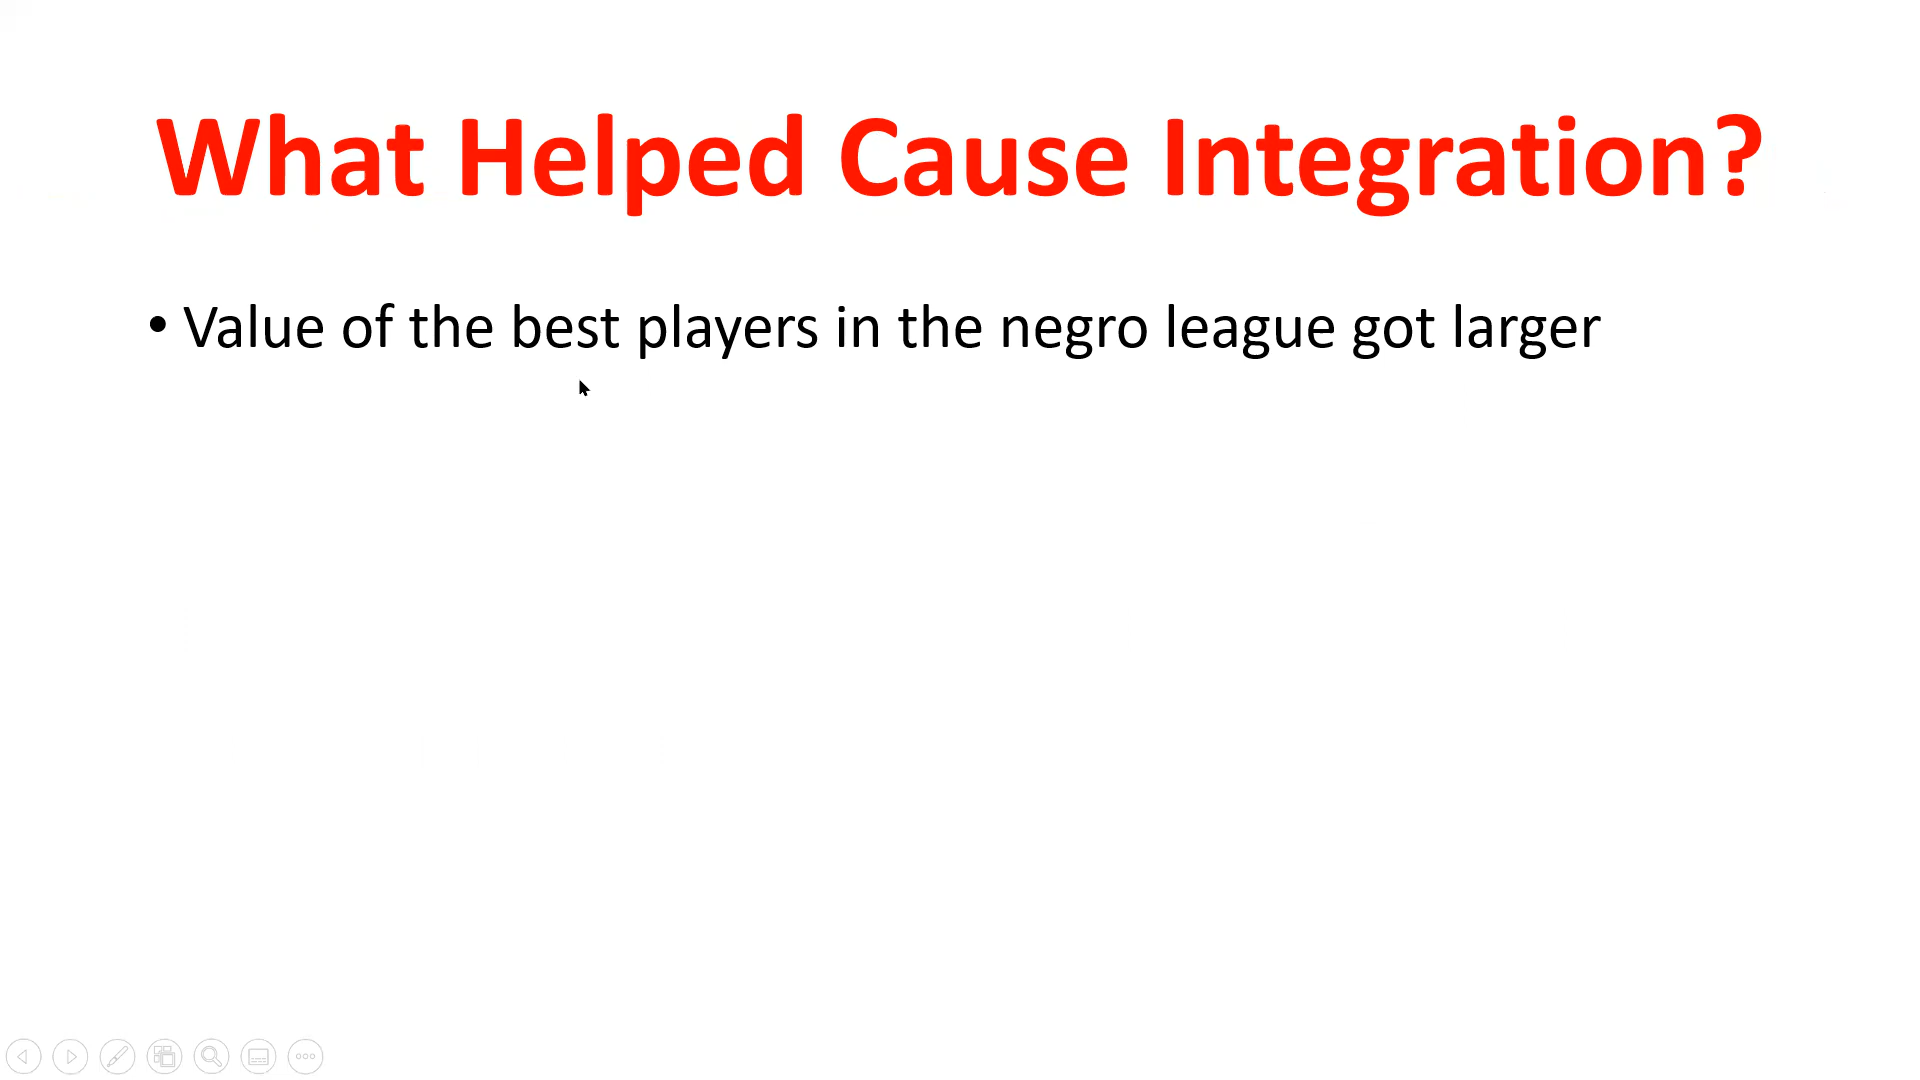 What Helped Cause Integration?
• Value of the best players in the negro league got larger